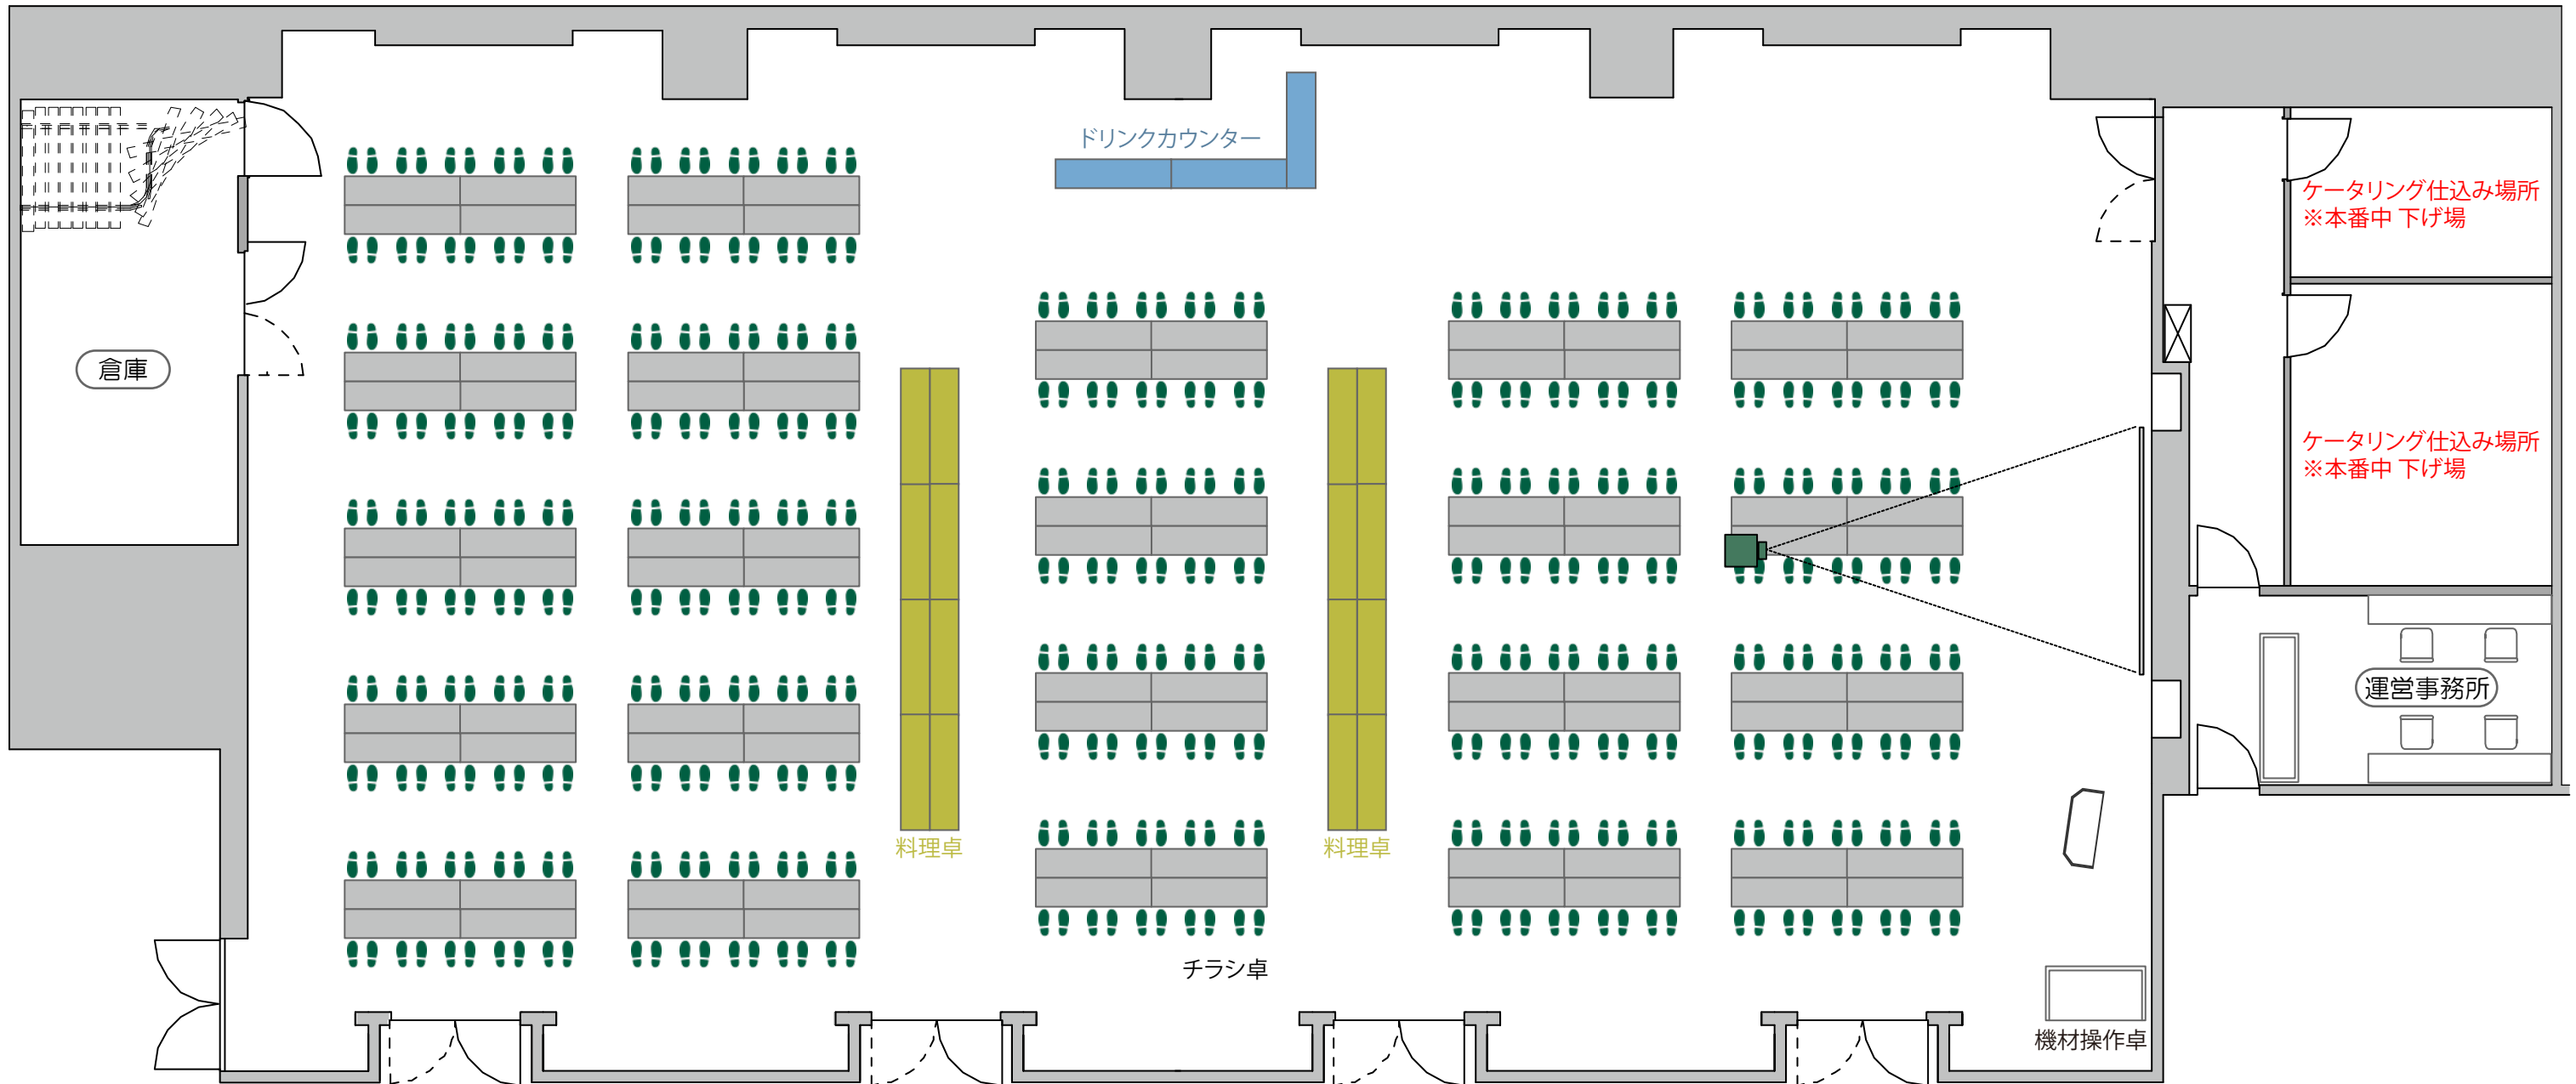 ドリンクカウンター
ケータリング仕込み場所
※本番中 下げ場
倉庫
ケータリング仕込み場所
※本番中 下げ場
運営事務所
料理卓
料理卓
チラシ卓
機材操作卓